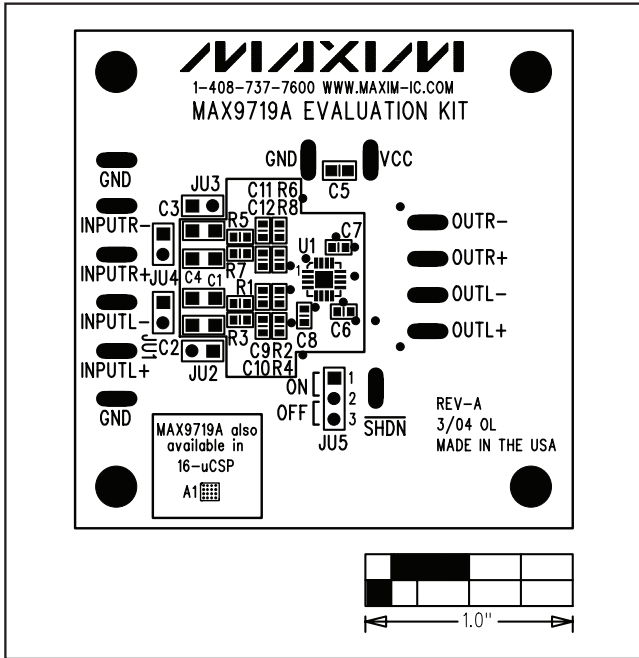 MAXIM
1-408-737-7600 WWW.MAXIM-IC.COM
MAX9719A EVALUATION KIT
GND
VCC
C5
GND
JU3
C11 R6
C12 R8
C3
INPUTR-
R5
C7
OUTR-
U1
INPUTR+
R7
1
OUTR+
JU4
C4
C1
R1
INPUTL-
OUTL-
R3
C6
OUTL+
C8
JU1
C2
C9 R2
INPUTL+
JU2
C10 R4
ON
1
2
OFF
3
GND
JU5
SHDN
REV-A
3/04 OL
MADE IN THE USA
MAX9719A also
available in
16-uCSP
A1
1.0"